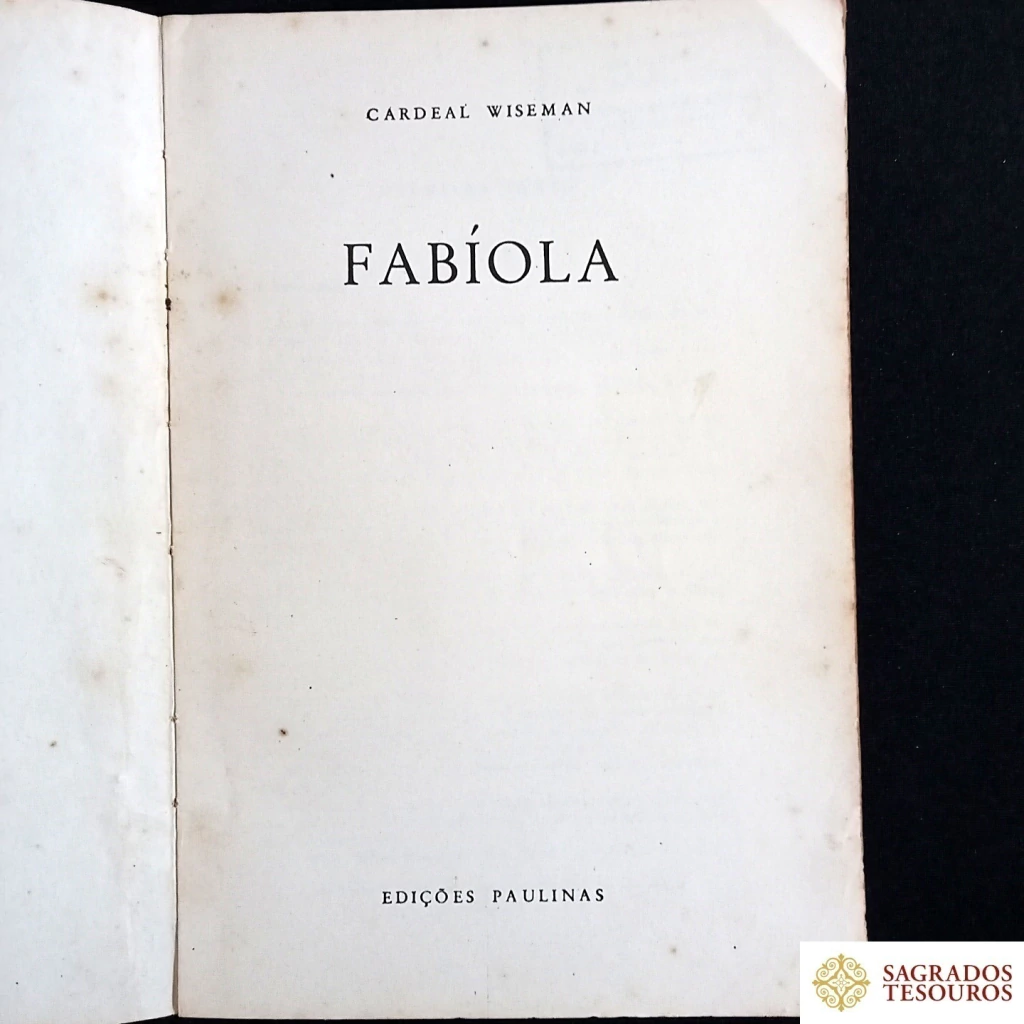 CARDEAL WISEMAN
FABÍOLA
EDIÇÕES PAULINAS
SAGRADOS
TESOUROS